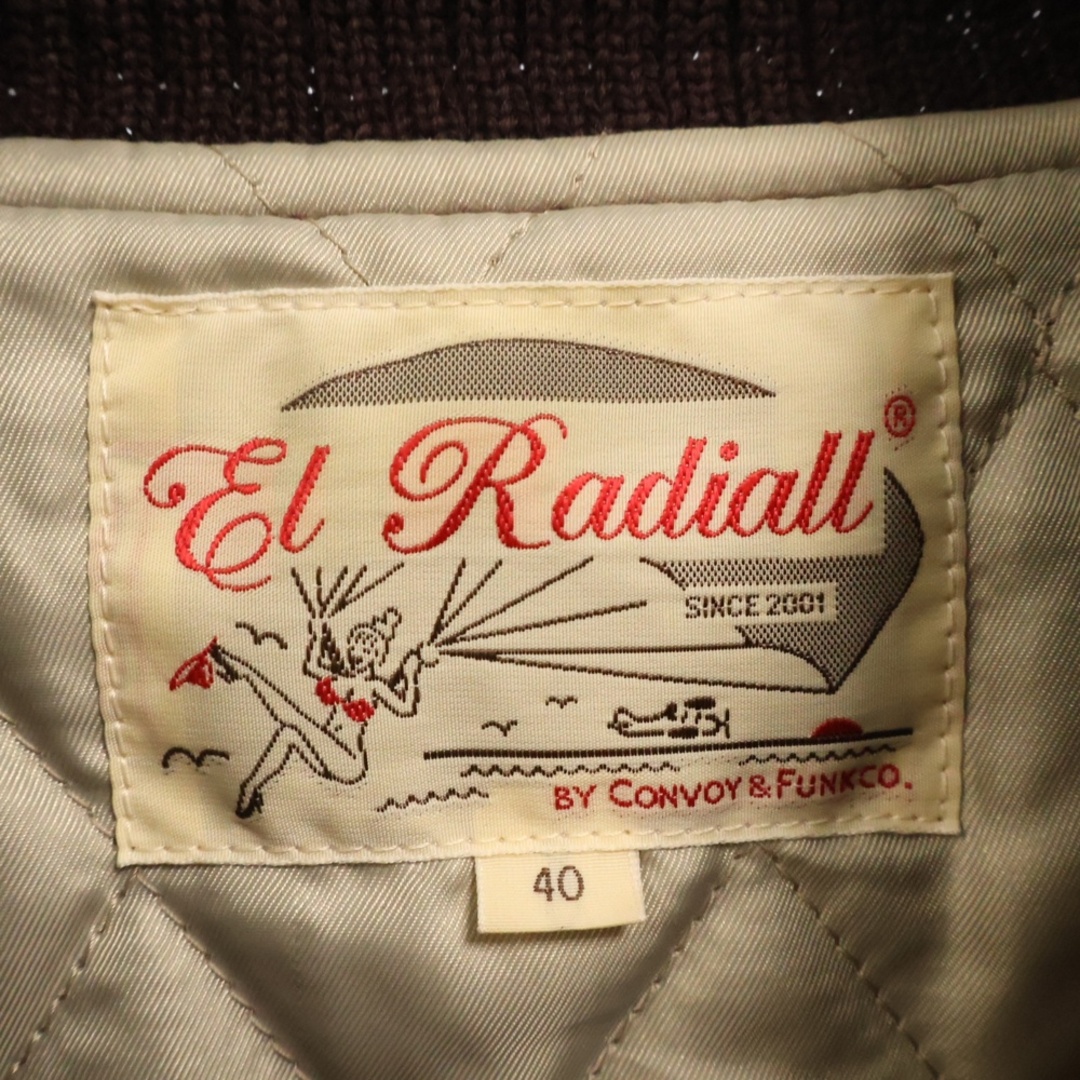 El Radiall®
SINCE 2001
BY CONVOY & FUNKCO.
40